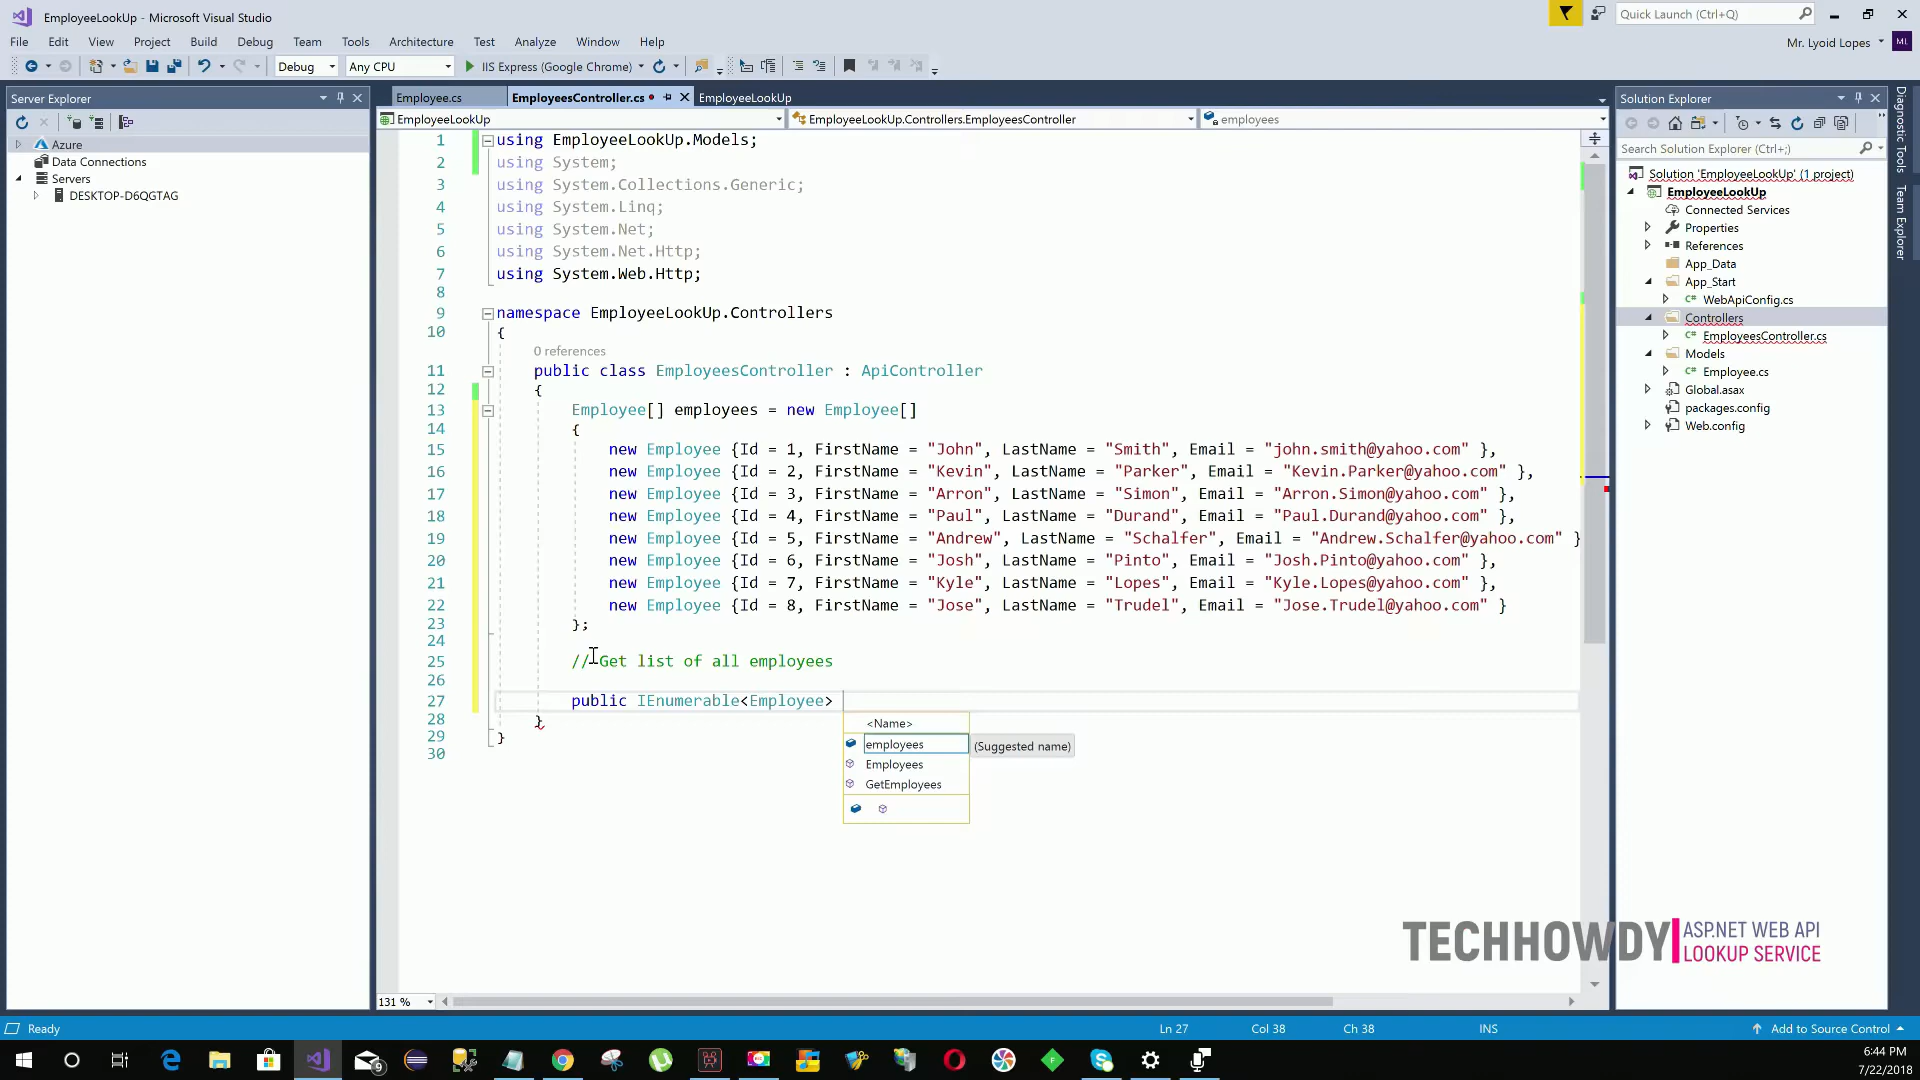 EmployeeLookUp - Microsoft Visual Studio
Quick Launch (Ctrl+Q)
File Edit View Project Build Debug Team Tools Architecture Test Analyze Window Help
Mr. Lyoid Lopes ML
Debug Any CPU IIS Express (Google Chrome)
Server Explorer
Azure
Data Connections
Servers
DESKTOP-D6QGTAG
Employee.cs EmployeesController.cs EmployeeLookUp
EmployeeLookUp EmployeeLookUp.Controllers.EmployeesController employees
1 using EmployeeLookUp.Models;
2 using System;
3 using System.Collections.Generic;
4 using System.Linq;
5 using System.Net;
6 using System.Net.Http;
7 using System.Web.Http;
8
9 namespace EmployeeLookUp.Controllers
10 {
0 references
11 public class EmployeesController : ApiController
12 {
13 Employee[] employees = new Employee[]
14 {
15 new Employee {Id = 1, FirstName = "John", LastName = "Smith", Email = "john.smith@yahoo.com" },
16 new Employee {Id = 2, FirstName = "Kevin", LastName = "Parker", Email = "Kevin.Parker@yahoo.com" },
17 new Employee {Id = 3, FirstName = "Arron", LastName = "Simon", Email = "Arron.Simon@yahoo.com" },
18 new Employee {Id = 4, FirstName = "Paul", LastName = "Durand", Email = "Paul.Durand@yahoo.com" },
19 new Employee {Id = 5, FirstName = "Andrew", LastName = "Schalfer", Email = "Andrew.Schalfer@yahoo.com" }
20 new Employee {Id = 6, FirstName = "Josh", LastName = "Pinto", Email = "Josh.Pinto@yahoo.com" },
21 new Employee {Id = 7, FirstName = "Kyle", LastName = "Lopes", Email = "Kyle.Lopes@yahoo.com" },
22 new Employee {Id = 8, FirstName = "Jose", LastName = "Trudel", Email = "Jose.Trudel@yahoo.com" }
23 };
24
25 // Get list of all employees
26
27 public IEnumerable<Employee>
28 }
29 }
30
<Name>
employees (Suggested name)
Employees
GetEmployees
131 %
Solution Explorer
Search Solution Explorer (Ctrl+;)
Solution 'EmployeeLookUp' (1 project)
EmployeeLookUp
Connected Services
Properties
References
App_Data
App_Start
C# WebApiConfig.cs
Controllers
C# EmployeesController.cs
Models
C# Employee.cs
Global.asax
packages.config
Web.config
Diagnostic Tools
Team Explorer
TECHHOWDY
ASP.NET WEB API
LOOKUP SERVICE
Ready Ln 27 Col 38 Ch 38 INS Add to Source Control
9
6:44 PM
7/22/2018